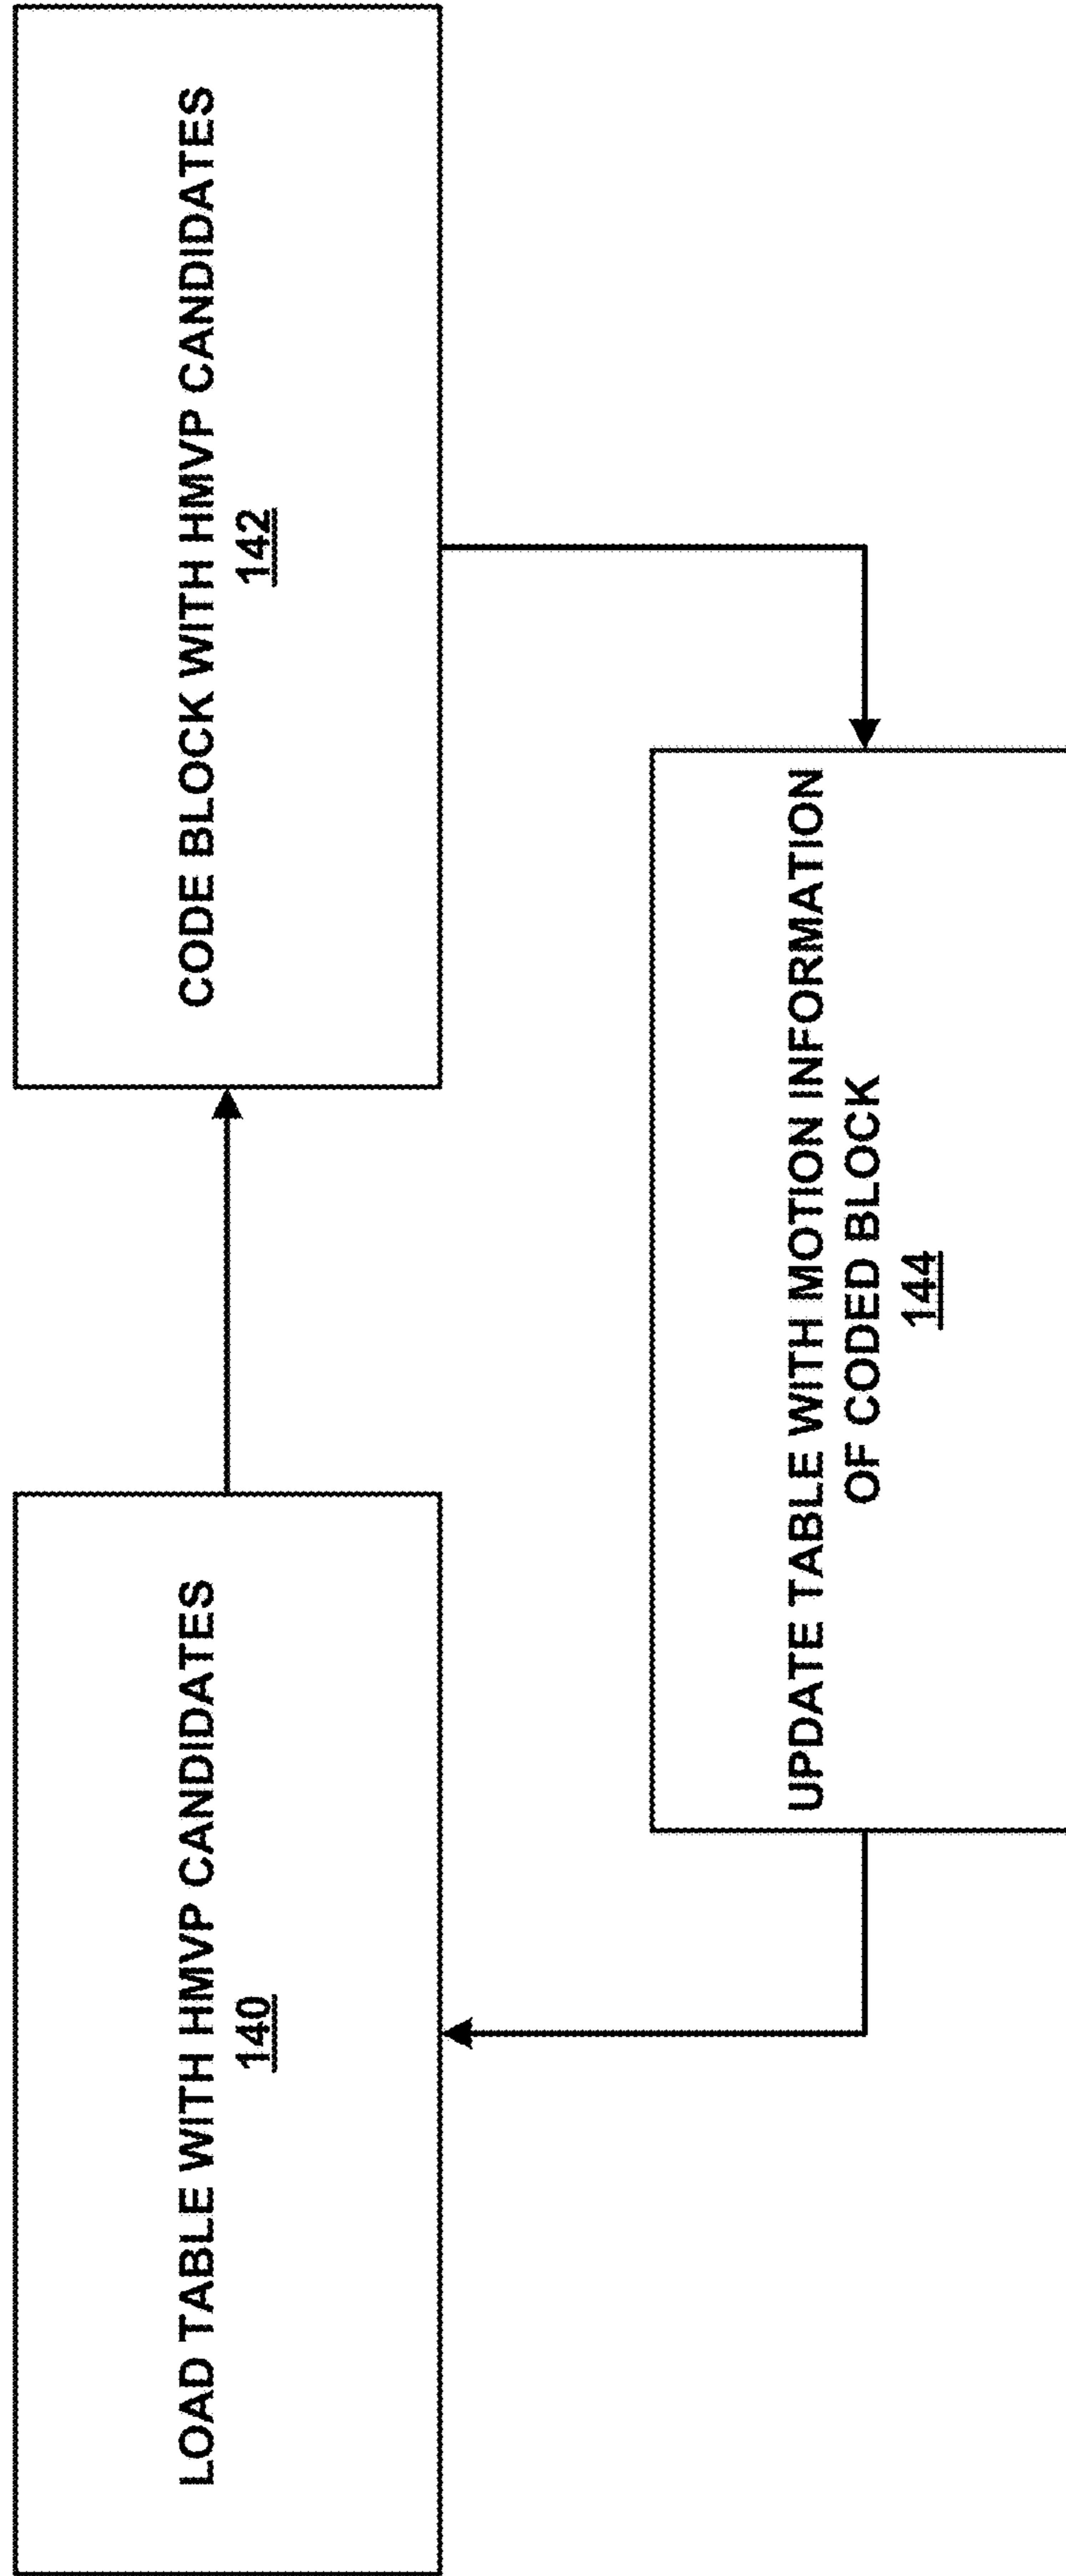 LOAD TABLE WITH HMVP CANDIDATES
140
CODE BLOCK WITH HMVP CANDIDATES
142
UPDATE TABLE WITH MOTION INFORMATION
OF CODED BLOCK
144